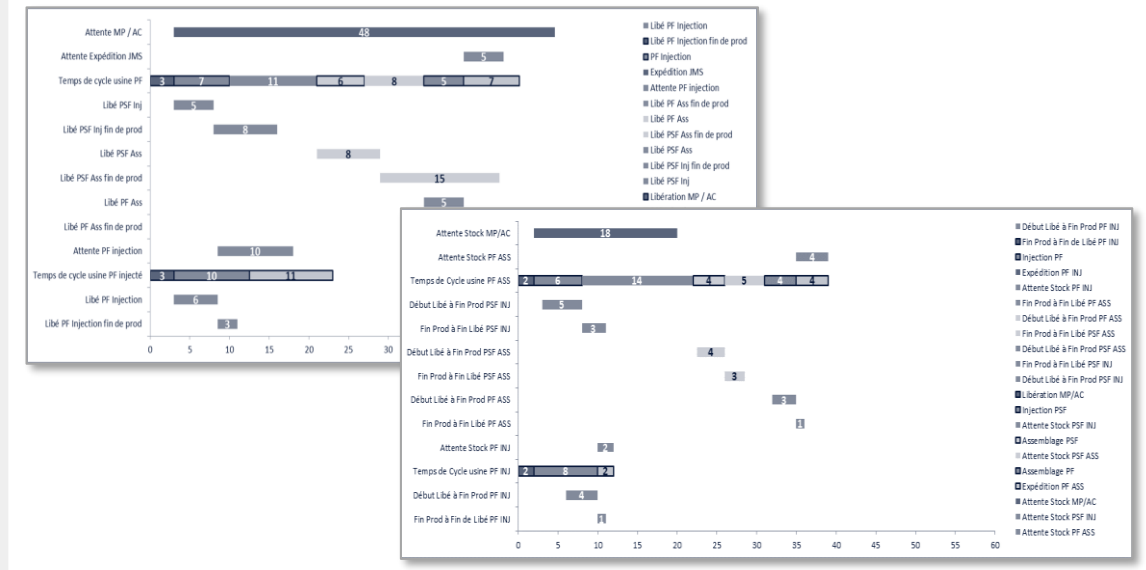 Attente MP / AC
48
Attente Expédition JMS
5
Temps de cycle usine PF
3 7 11 6 8 5 7
Libé PSF Inj
5
Libé PSF Inj fin de prod
8
Libé PSF Ass
8
Libé PSF Ass fin de prod
15
Libé PF Ass
5
Libé PF Ass fin de prod
Attente PF injection
10
Temps de cycle usine PF injecté
3 10 11
Libé PF Injection
6
Libé PF Injection fin de prod
3
0 5 10 15 20 25 30
Libé PF Injection
Libé PF Injection fin de prod
PF Injection
Expédition JMS
Attente PF injection
Libé PF Ass fin de prod
Libé PF Ass
Libé PSF Ass fin de prod
Libé PSF Ass
Libé PSF Inj fin de prod
Libé PSF Inj
Libération MP / AC
Attente Stock MP/AC
18
Attente Stock PF ASS
4
Temps de Cycle usine PF ASS
2 6 14 4 5 4 4
Début Libé à Fin Prod PSF INJ
5
Fin Prod à Fin Libé PSF INJ
3
Début Libé à Fin Prod PSF ASS
4
Fin Prod à Fin Libé PSF ASS
3
Début Libé à Fin Prod PF ASS
3
Fin Prod à Fin Libé PF ASS
1
Attente Stock PF INJ
2
Temps de Cycle usine PF INJ
2 8 2
Début Libé à Fin Prod PF INJ
4
Fin Prod à Fin de Libé PF INJ
1
0 5 10 15 20 25 30 35 40 45 50 55 60
Début Libé à Fin Prod PF INJ
Fin Prod à Fin de Libé PF INJ
Injection PF
Expédition PF INJ
Attente Stock PF INJ
Fin Prod à Fin Libé PF ASS
Début Libé à Fin Prod PF ASS
Fin Prod à Fin Libé PSF ASS
Début Libé à Fin Prod PSF ASS
Fin Prod à Fin Libé PSF INJ
Début Libé à Fin Prod PSF INJ
Libération MP/AC
Injection PSF
Attente Stock PSF INJ
Assemblage PSF
Attente Stock PSF ASS
Assemblage PF
Expédition PF ASS
Attente Stock MP/AC
Attente Stock PSF INJ
Attente Stock PF ASS